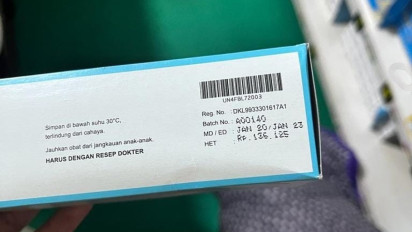 UN4F8L72003
Simpan di bawah suhu 30°C,
terlindung dari cahaya.
Jauhkan obat dari jangkauan anak-anak.
HARUS DENGAN RESEP DOKTER
Reg. No. : DKL9933301617A1
Batch No. : A00140
MD / ED : JAN 20/JAN 23
HET : Rp.136.125